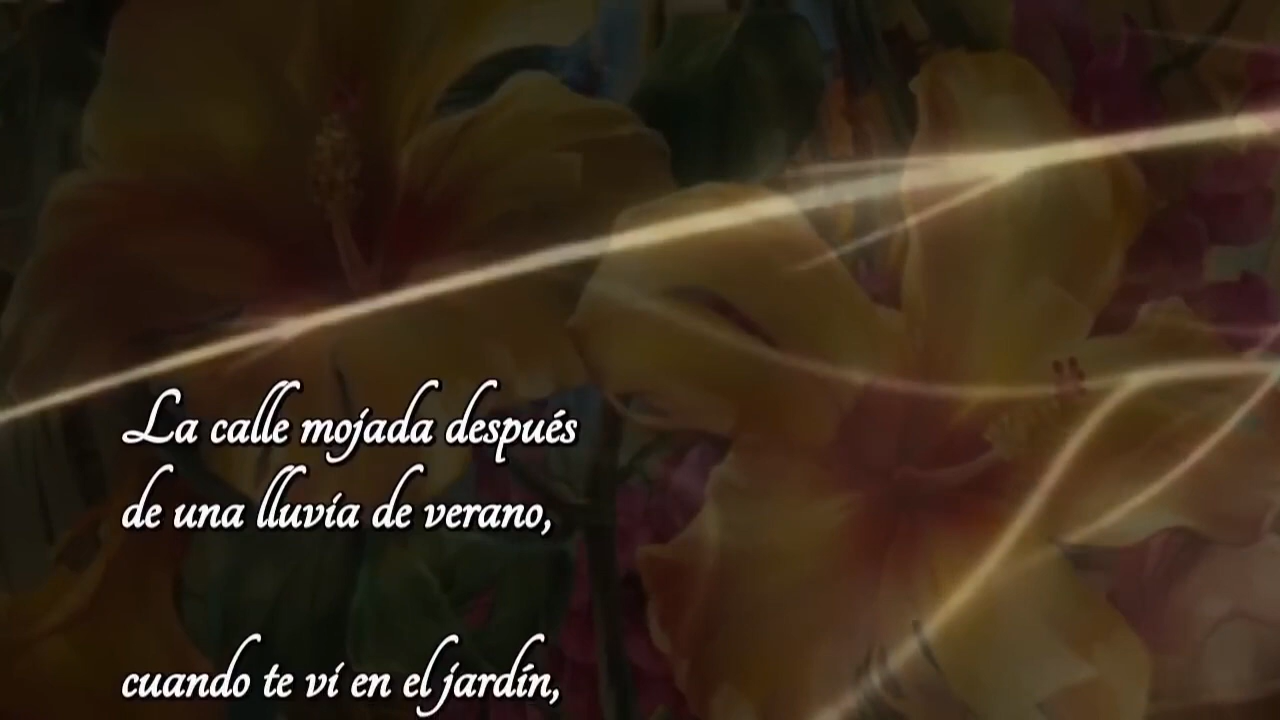 La calle mojada después
de una lluvia de verano,
cuando te ví en el jardín,